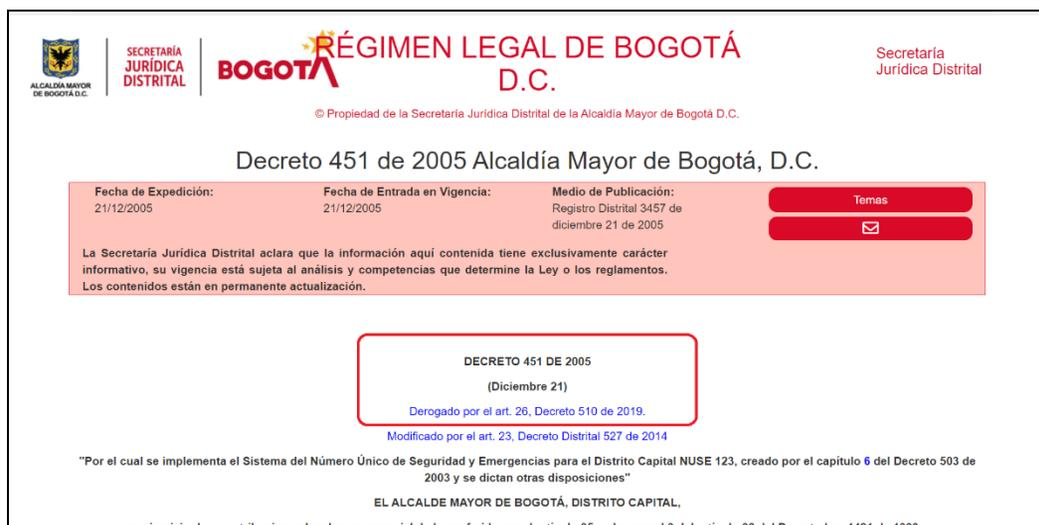 ALCALDÍA MAYOR
DE BOGOTÁ D.C.
SECRETARÍA
JURÍDICA
DISTRITAL
BOGOTÁ
RÉGIMEN LEGAL DE BOGOTÁ
D.C.
Secretaría
Jurídica Distrital
© Propiedad de la Secretaría Jurídica Distrital de la Alcaldía Mayor de Bogotá D.C.
Decreto 451 de 2005 Alcaldía Mayor de Bogotá, D.C.
Fecha de Expedición:
21/12/2005
Fecha de Entrada en Vigencia:
21/12/2005
Medio de Publicación:
Registro Distrital 3457 de
diciembre 21 de 2005
Temas
La Secretaría Jurídica Distrital aclara que la información aquí contenida tiene exclusivamente carácter
informativo, su vigencia está sujeta al análisis y competencias que determine la Ley o los reglamentos.
Los contenidos están en permanente actualización.
DECRETO 451 DE 2005
(Diciembre 21)
Derogado por el art. 26, Decreto 510 de 2019.
Modificado por el art. 23, Decreto Distrital 527 de 2014
"Por el cual se implementa el Sistema del Número Único de Seguridad y Emergencias para el Distrito Capital NUSE 123, creado por el capítulo 6 del Decreto 503 de
2003 y se dictan otras disposiciones"
EL ALCALDE MAYOR DE BOGOTÁ, DISTRITO CAPITAL,